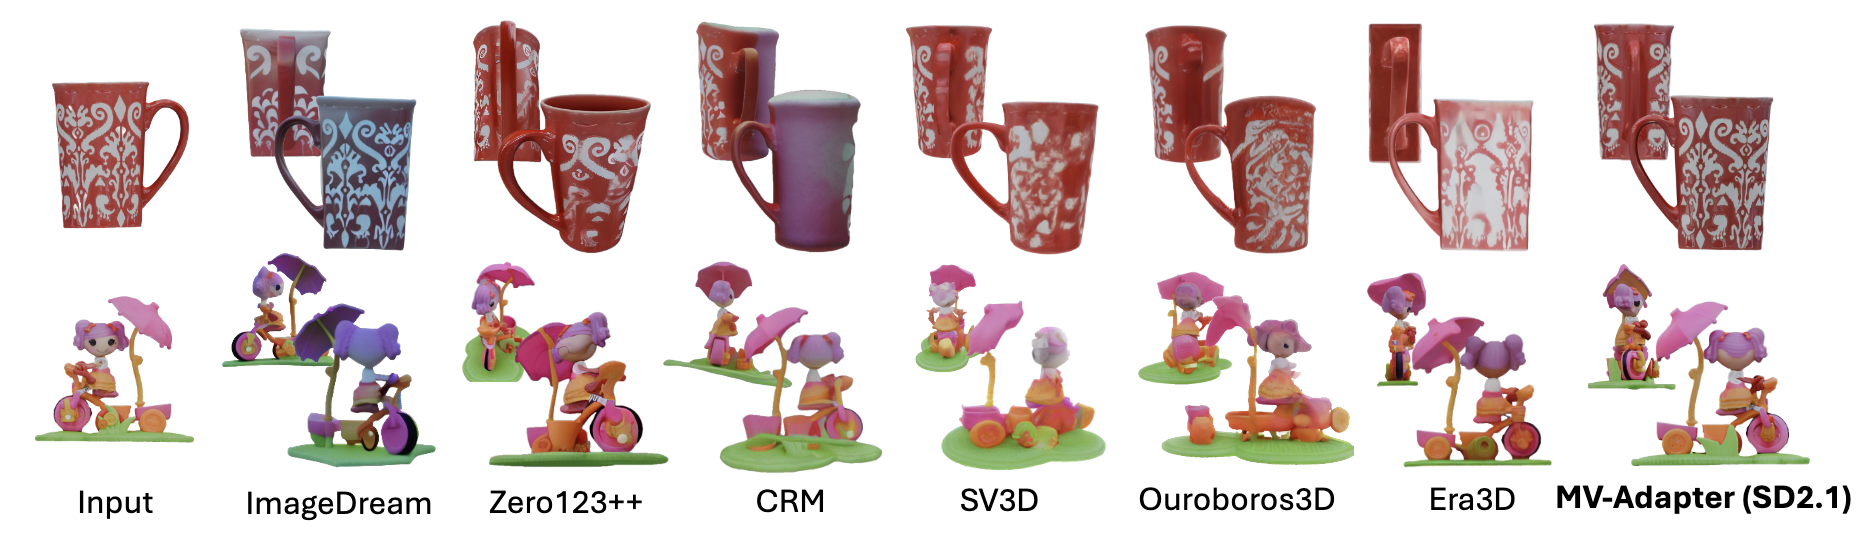 Input
ImageDream
Zero123++
CRM
SV3D
Ouroboros3D
Era3D
MV-Adapter (SD2.1)